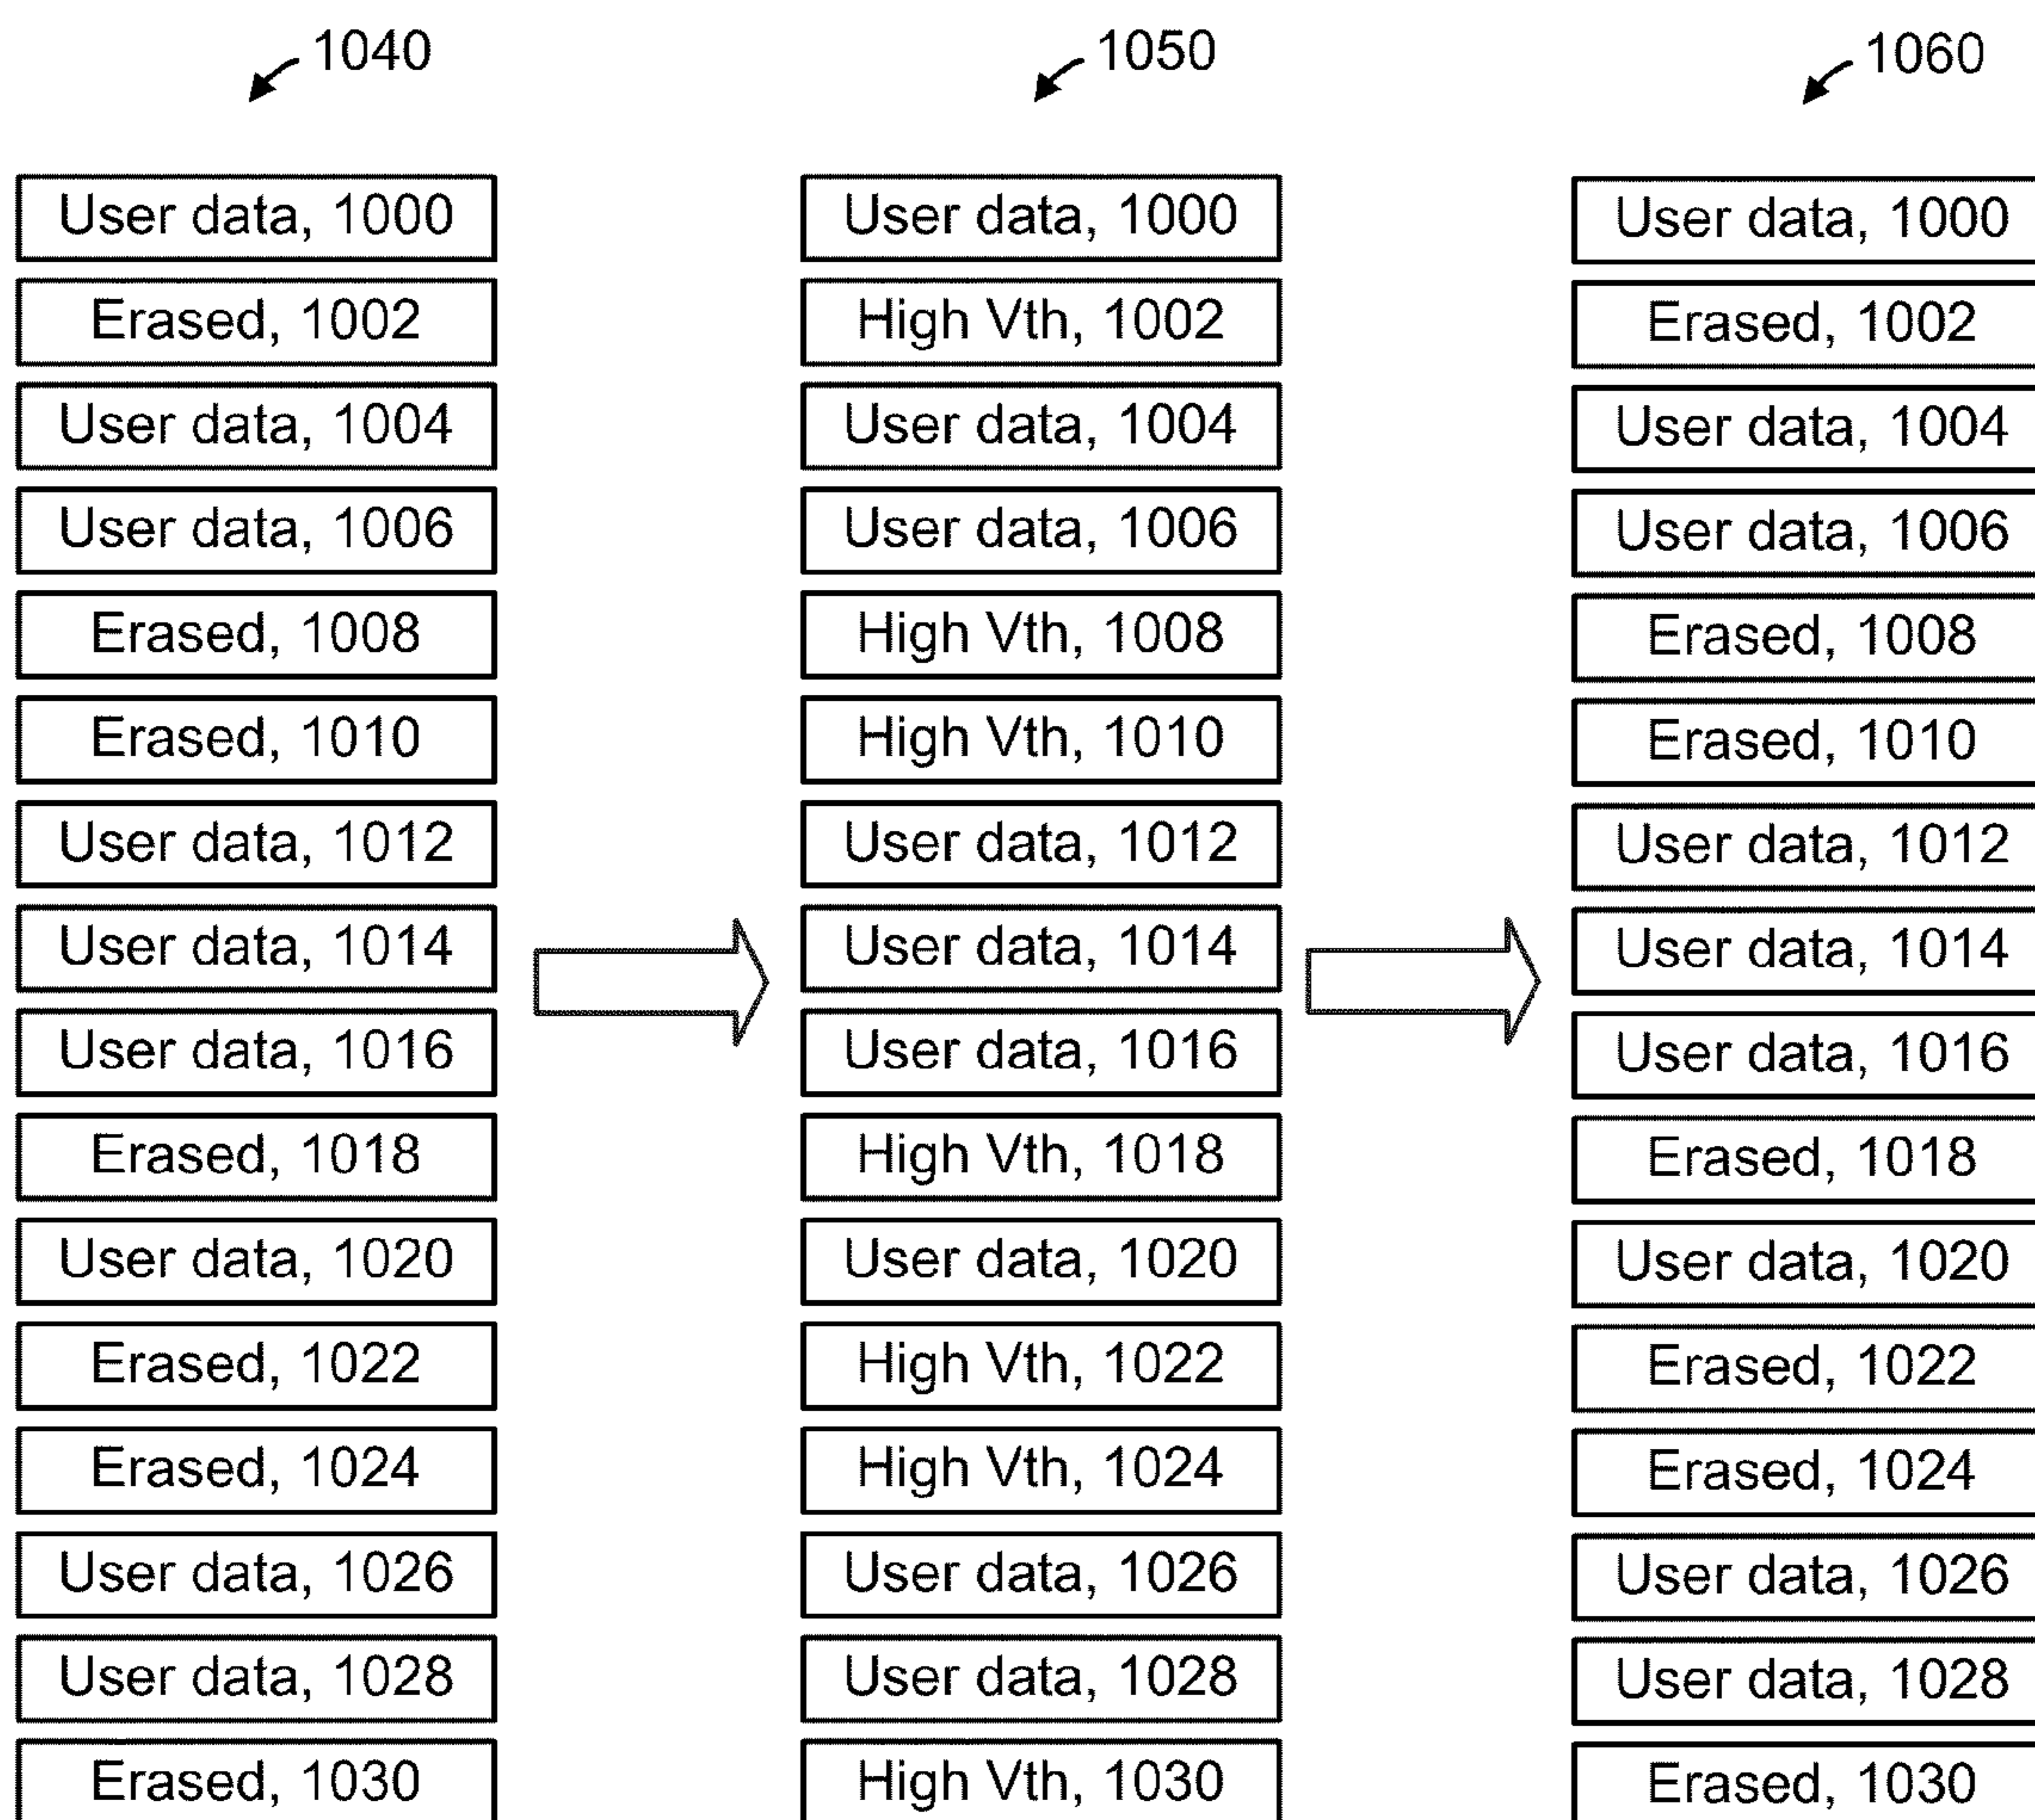 1040
User data, 1000
Erased, 1002
User data, 1004
User data, 1006
Erased, 1008
Erased, 1010
User data, 1012
User data, 1014
User data, 1016
Erased, 1018
User data, 1020
Erased, 1022
Erased, 1024
User data, 1026
User data, 1028
Erased, 1030
1050
User data, 1000
High Vth, 1002
User data, 1004
User data, 1006
High Vth, 1008
High Vth, 1010
User data, 1012
User data, 1014
User data, 1016
High Vth, 1018
User data, 1020
High Vth, 1022
High Vth, 1024
User data, 1026
User data, 1028
High Vth, 1030
1060
User data, 1000
Erased, 1002
User data, 1004
User data, 1006
Erased, 1008
Erased, 1010
User data, 1012
User data, 1014
User data, 1016
Erased, 1018
User data, 1020
Erased, 1022
Erased, 1024
User data, 1026
User data, 1028
Erased, 1030